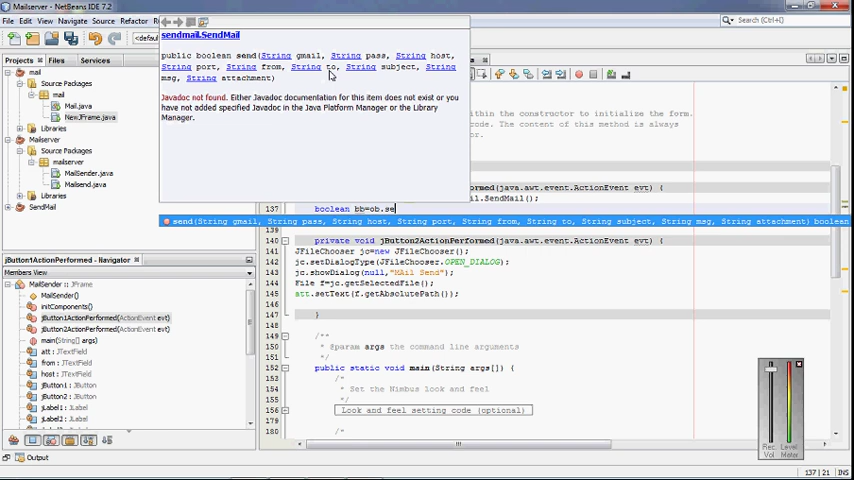 Mailserver - NetBeans IDE 7.2
File Edit View Navigate Source Refactor
Search (Ctrl+I)
<defau
Projects Files Services
mail
Source Packages
mail
Mail.java
NewJFrame.java
Libraries
Mailserver
Source Packages
mailserver
MailSender.java
Mailsend.java
Libraries
SendMail
sendmail.SendMail
public boolean send(String gmail, String pass, String host,
String port, String from, String to, String subject, String
msg, String attachment)
Javadoc not found. Either Javadoc documentation for this item does not exist or you
have not added specified Javadoc in the Java Platform Manager or the Library
Manager.
within the constructor to initialize the form.
code. The content of this method is always
or.
rformed(java.awt.event.ActionEvent evt) {
l.SendMail();
137 boolean bb=ob.se
send(String gmail, String pass, String host, String port, String from, String to, String subject, String msg, String attachment) boolean
139
140 private void jButton2ActionPerformed(java.awt.event.ActionEvent evt) {
141 JFileChooser jc=new JFileChooser();
142 jc.setDialogType(JFileChooser.OPEN_DIALOG);
143 jc.showDialog(null,"MAil Send");
144 File f=jc.getSelectedFile();
145 att.setText(f.getAbsolutePath());
146
147 }
148
149 /**
150 * @param args the command line arguments
151 */
152 public static void main(String args[]) {
153 /*
154 * Set the Nimbus look and feel
155 */
156 Look and feel setting code (optional)
179
180 /*
jButton1ActionPerformed - Navigator
Members View
MailSender :: JFrame
MailSender()
initComponents()
jButton1ActionPerformed(ActionEvent evt)
jButton2ActionPerformed(ActionEvent evt)
main(String[] args)
att : JTextField
from : JTextField
host : JTextField
jButton1 : JButton
jButton2 : JButton
jLabel1 : JLabel
jLabel2 : JLabel
Rec. Vol
Level Meter
Output
137 | 21 INS